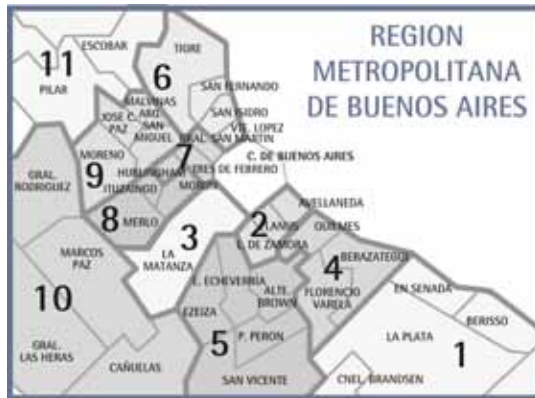 REGION
METROPOLITANA
DE BUENOS AIRES
ESCOBAR
TIGRE
11
6
PILAR
SAN FERNANDO
MALVINAS
ARG.
SAN ISIDRO
JOSE C.
PAZ
SAN
MIGUEL
VTE. LOPEZ
GRAL. SAN MARTIN
MORENO
7
C. DE BUENOS AIRES
TRES DE FEBRERO
GRAL.
RODRIGUEZ
9
HURLINGHAM
ITUZAINGO
MORON
8
MERLO
2
AVELLANEDA
LANUS
QUILMES
3
MARCOS
PAZ
LA
MATANZA
L. DE ZAMORA
BERAZATEGUI
4
E. ECHEVERRIA
ALTE.
BROWN
FLORENCIO
VARELA
EN SENADA
10
EZEIZA
BERISSO
5
P. PERON
LA PLATA
1
GRAL.
LAS HERAS
CAÑUELAS
SAN VICENTE
CNEL. BRANDSEN